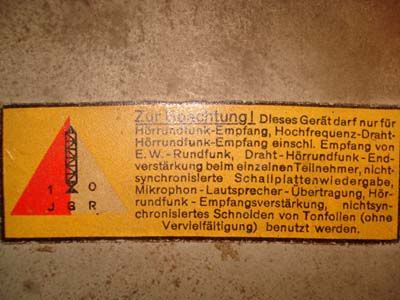 Zur Beachtung! Dieses Gerät darf nur für
Hörrundfunk-Empfang, Hochfrequenz-Draht-
Hörrundfunk-Empfang einschl. Empfang von
E.W.-Rundfunk, Draht-Hörrundfunk-End-
verstärkung beim einzelnen Teilnehmer, nicht-
synchronisierte Schallplattenwiedergabe,
Mikrophon-Lautsprecher-Übertragung, Hör-
rundfunk-Empfangsverstärkung, nichtsyn-
chronisiertes Schneiden von Tonfolien (ohne
Vervielfältigung) benutzt werden.
1 O
J G R